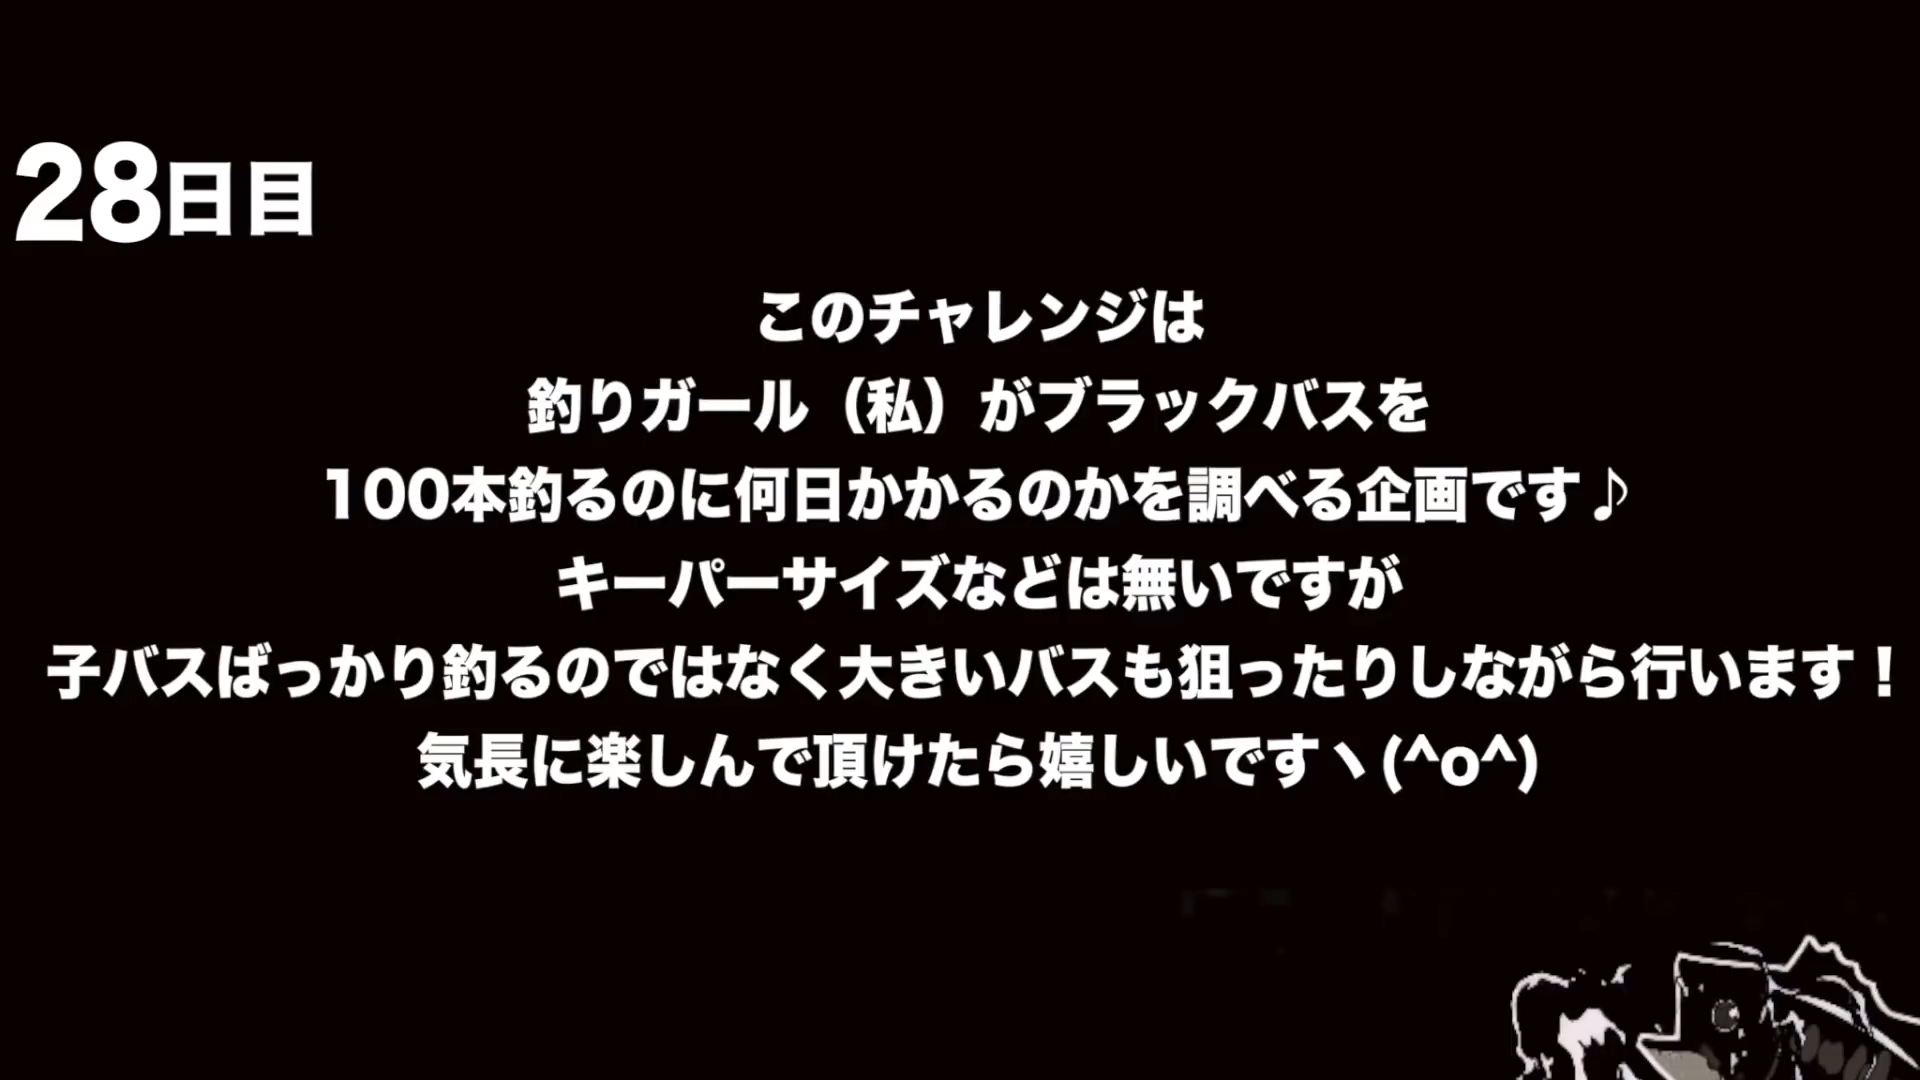 28日目
このチャレンジは
釣りガール（私）がブラックバスを
100本釣るのに何日かかるのかを調べる企画です♪
キーパーサイズなどは無いですが
子バスばっかり釣るのではなく大きいバスも狙ったりしながら行います！
気長に楽しんで頂けたら嬉しいですヽ(^o^)